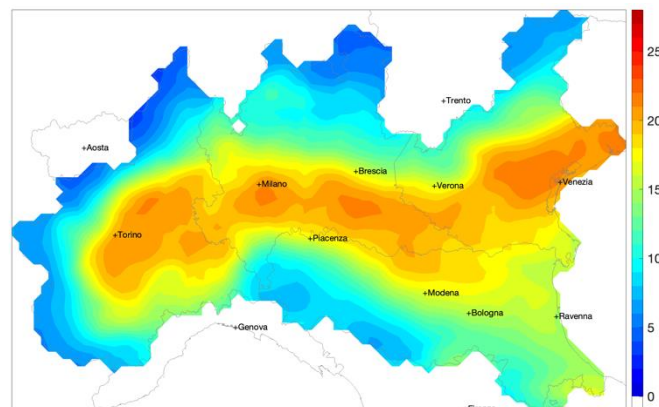 25
+Trento
20
+Aosta
+Brescia
+Milano
+Verona
+Venezia
15
+Torino
+Piacenza
10
+Modena
+Bologna
+Ravenna
+Genova
5
0